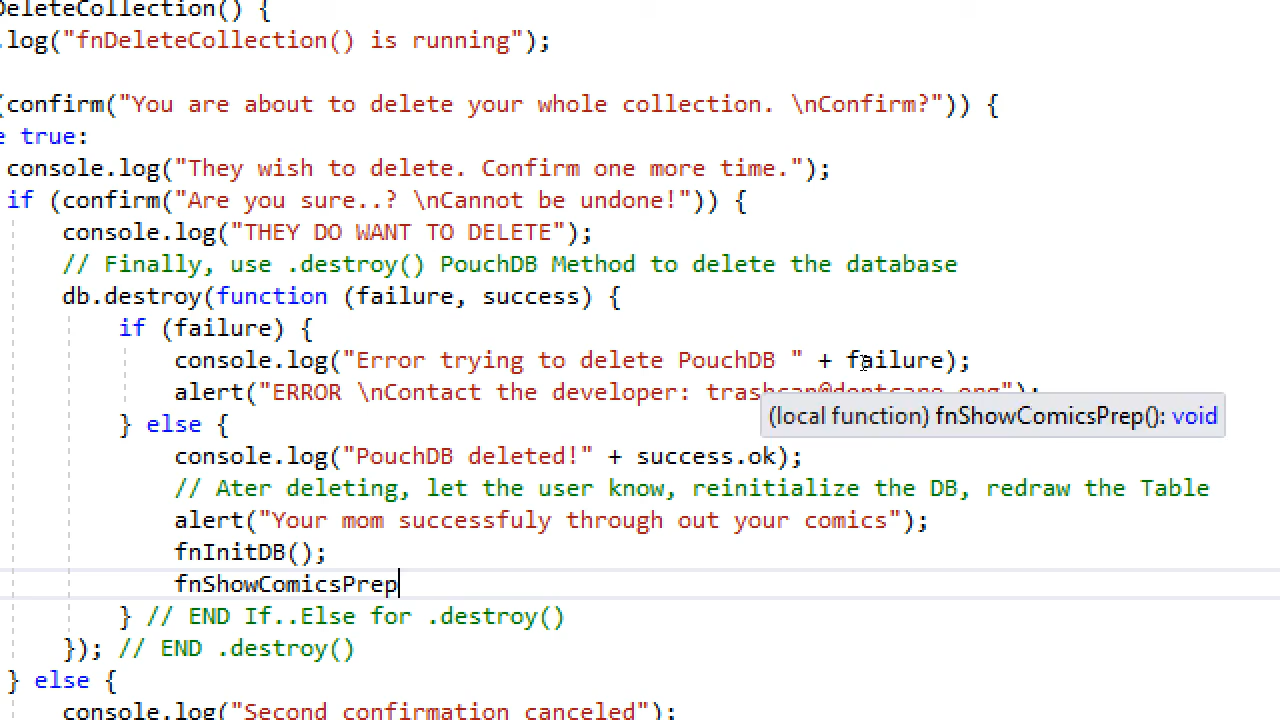 DeleteCollection() {
.log("fnDeleteCollection() is running");
(confirm("You are about to delete your whole collection. \nConfirm?")) {
e true:
console.log("They wish to delete. Confirm one more time.");
if (confirm("Are you sure..? \nCannot be undone!")) {
console.log("THEY DO WANT TO DELETE");
// Finally, use .destroy() PouchDB Method to delete the database
db.destroy(function (failure, success) {
if (failure) {
console.log("Error trying to delete PouchDB " + failure);
alert("ERROR \nContact the developer: trashcan@dontcare.org");
(local function) fnShowComicsPrep(): void
} else {
console.log("PouchDB deleted!" + success.ok);
// Ater deleting, let the user know, reinitialize the DB, redraw the Table
alert("Your mom successfuly through out your comics");
fnInitDB();
fnShowComicsPrep
} // END If..Else for .destroy()
}); // END .destroy()
} else {
console.log("Second confirmation canceled");